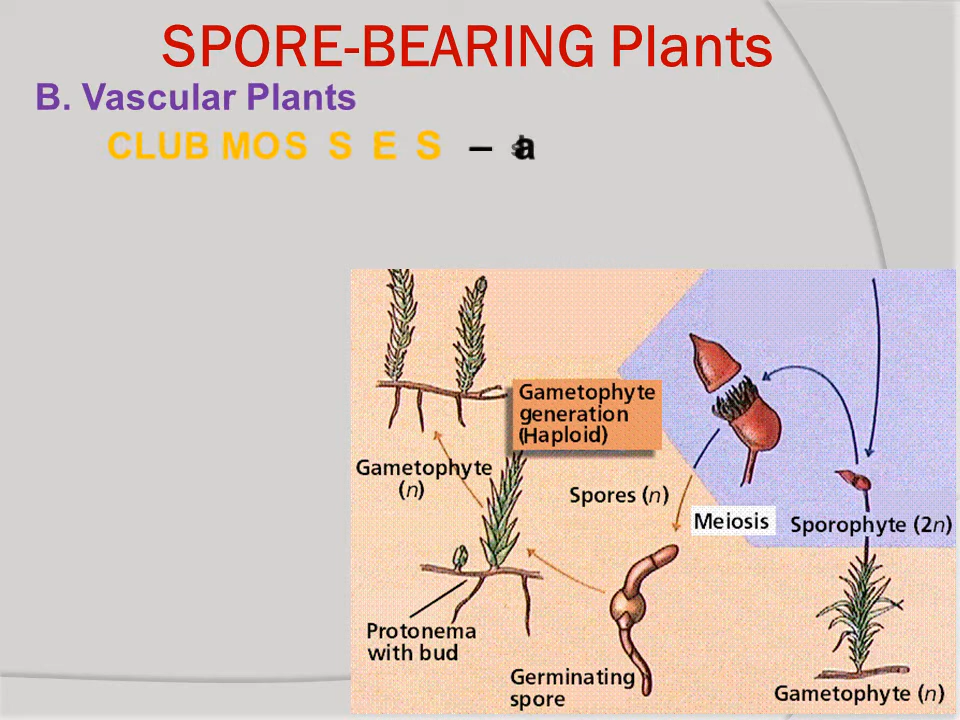 SPORE-BEARING Plants
B. Vascular Plants
CLUB MOSSES –
Gametophyte
generation
(Haploid)
Gametophyte
(n)
Spores (n)
Meiosis
Sporophyte (2n)
Protonema
with bud
Germinating
spore
Gametophyte (n)